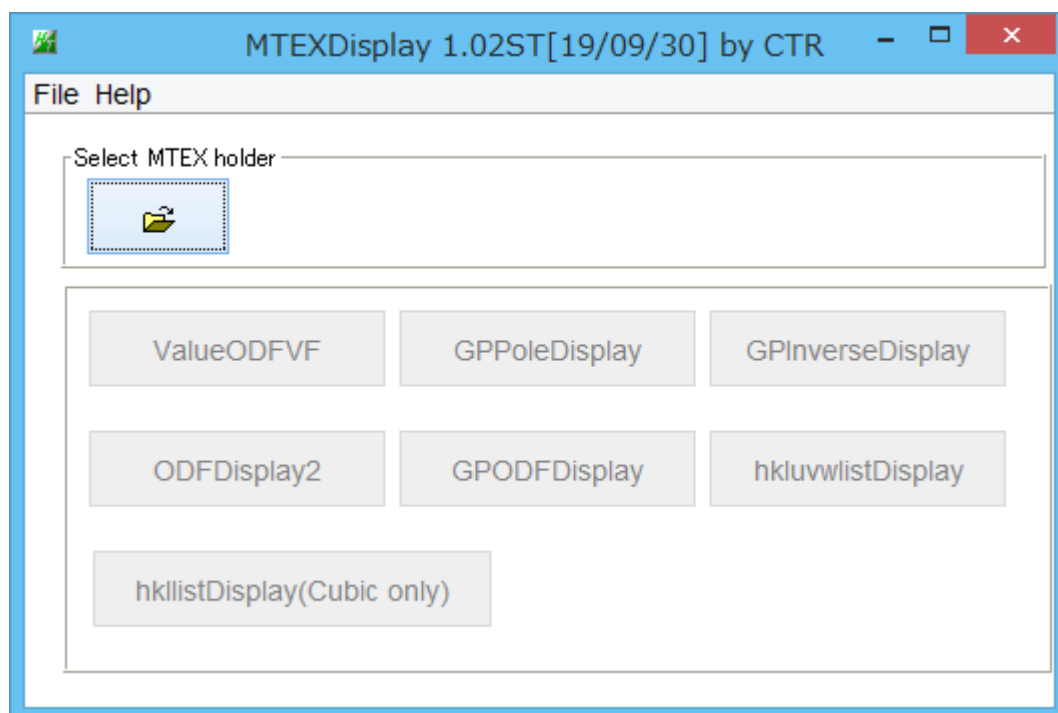 MTEXDisplay 1.02ST[19/09/30] by CTR
File Help
Select MTEX holder
ValueODFVF GPPoleDisplay GPInverseDisplay
ODFDisplay2 GPODFDisplay hkluvwlistDisplay
hkllistDisplay(Cubic only)